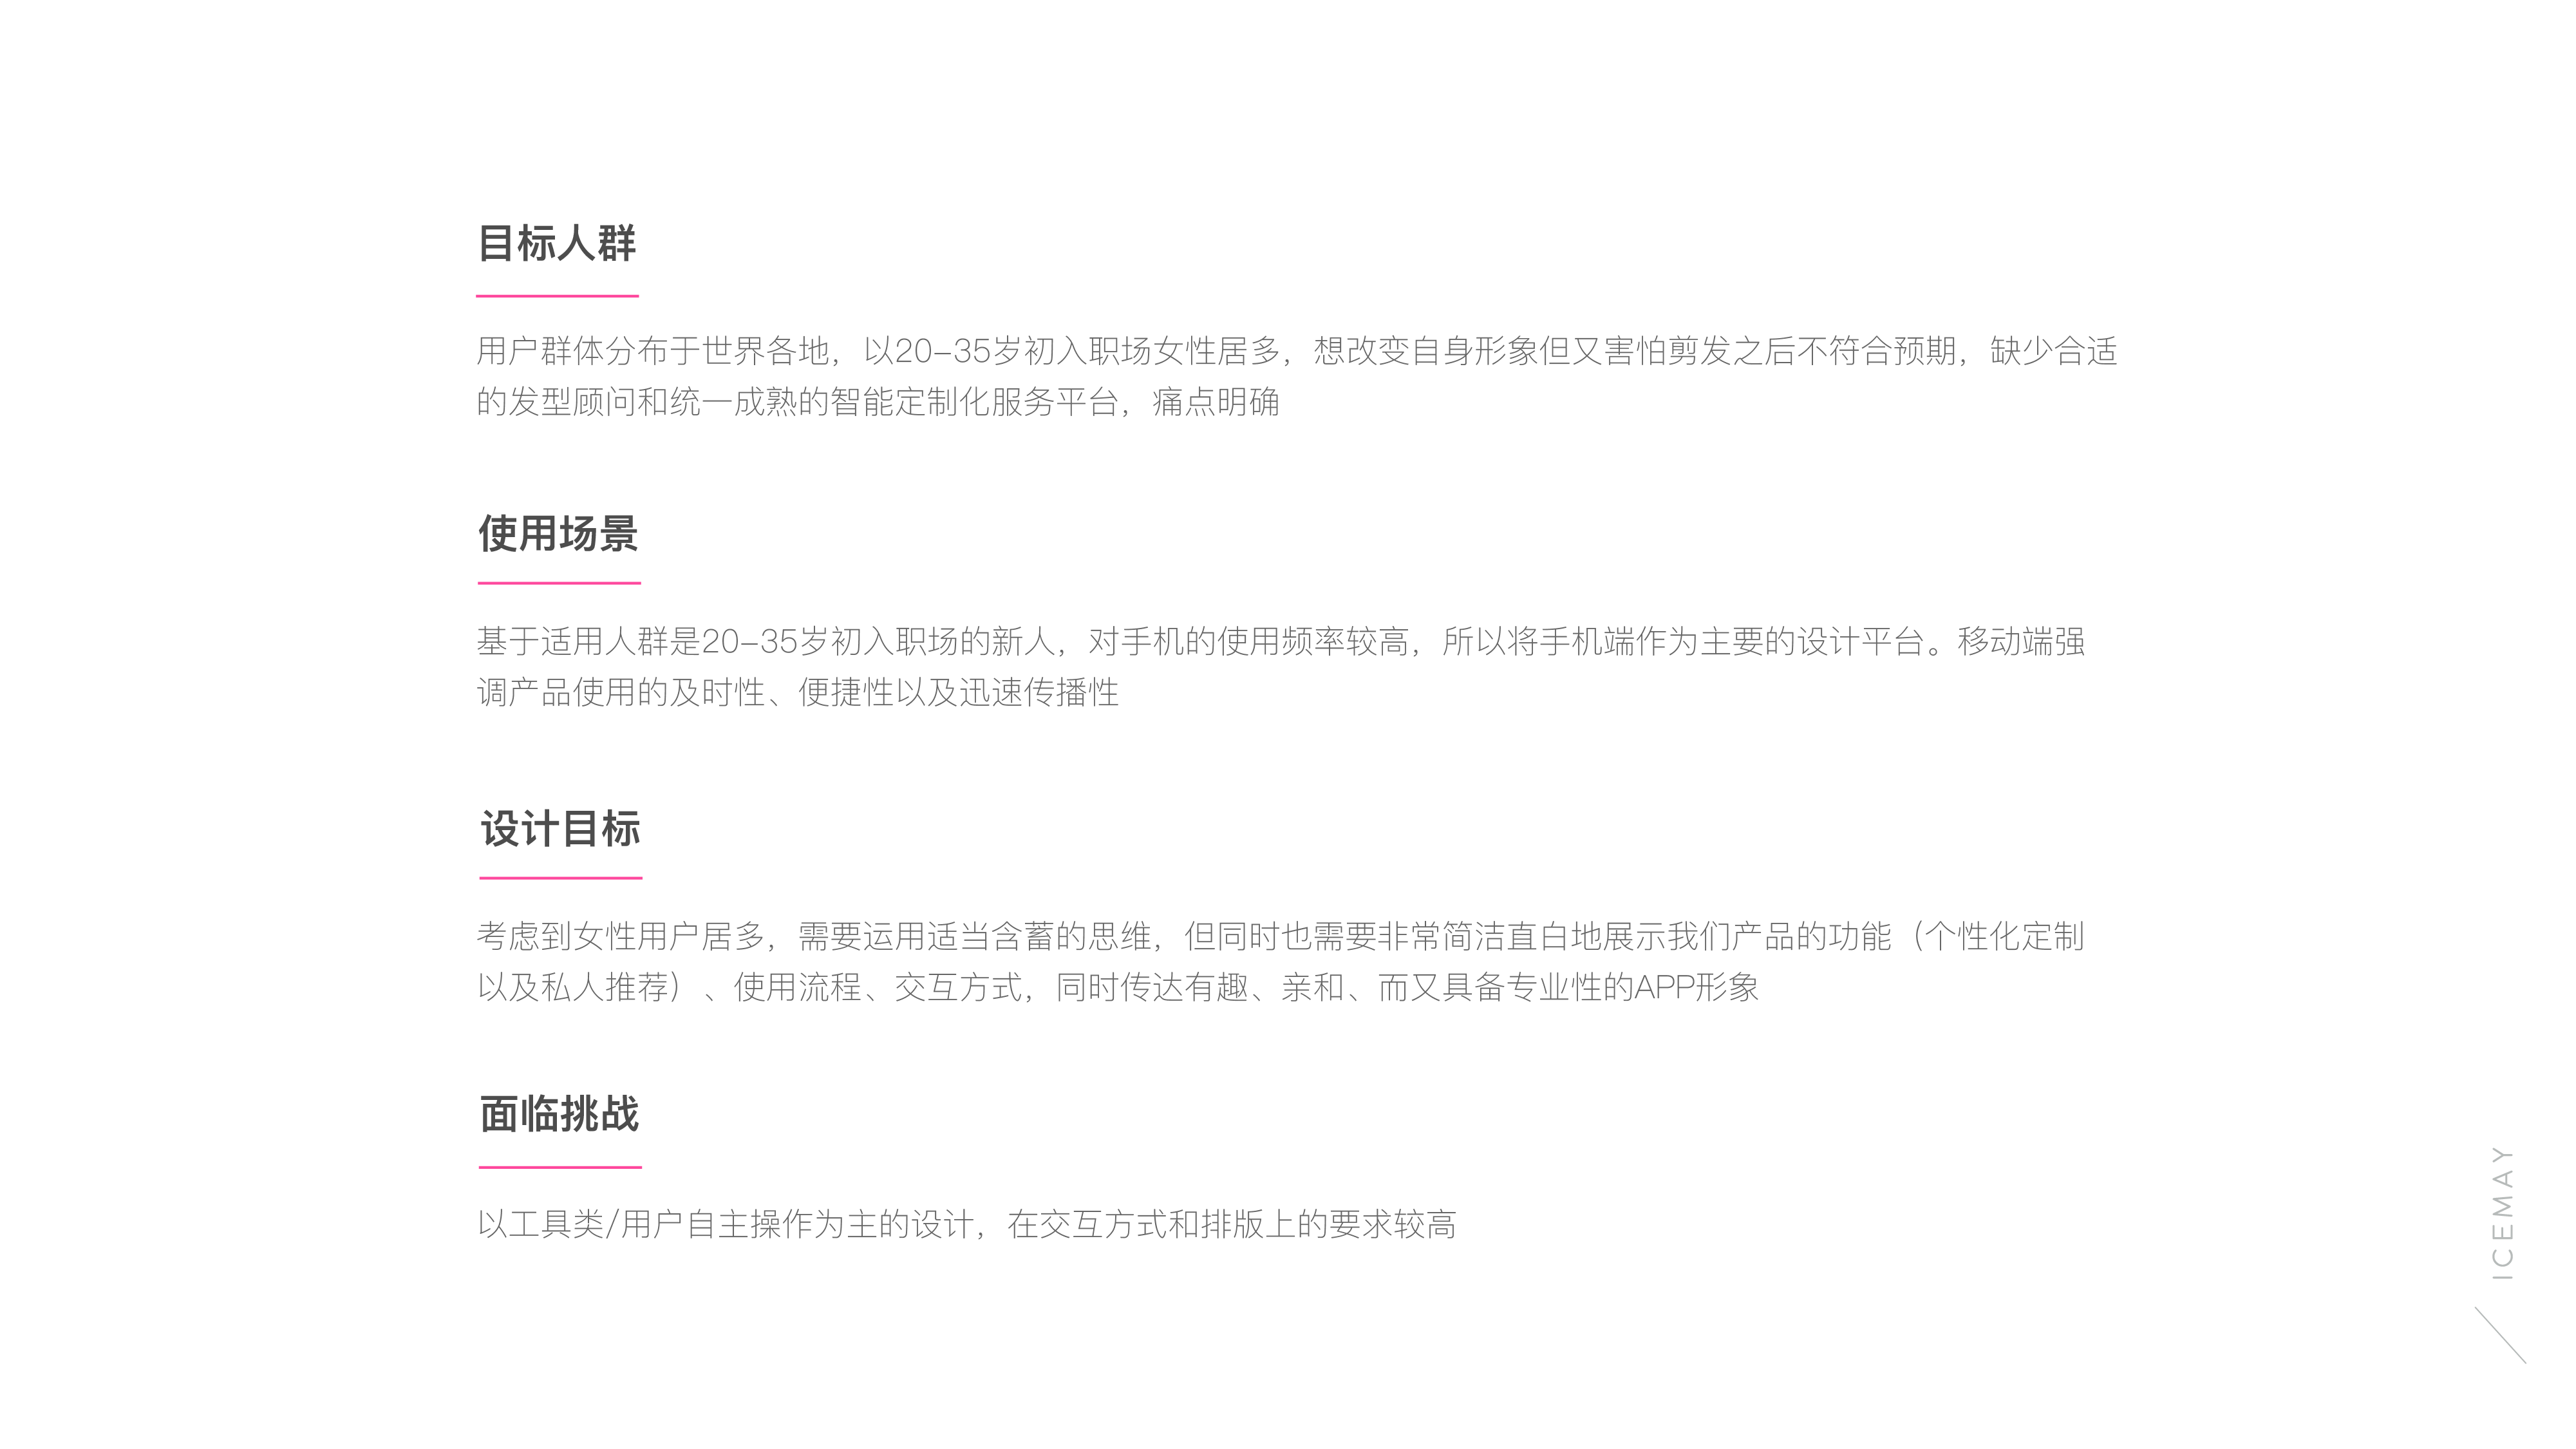 目标人群
用户群体分布于世界各地，以20-35岁初入职场女性居多，想改变自身形象但又害怕剪发之后不符合预期，缺少合适
的发型顾问和统一成熟的智能定制化服务平台，痛点明确
使用场景
基于适用人群是20-35岁初入职场的新人，对手机的使用频率较高，所以将手机端作为主要的设计平台。移动端强
调产品使用的及时性、便捷性以及迅速传播性
设计目标
考虑到女性用户居多，需要运用适当含蓄的思维，但同时也需要非常简洁直白地展示我们产品的功能（个性化定制
以及私人推荐）、使用流程、交互方式，同时传达有趣、亲和、而又具备专业性的APP形象
面临挑战
以工具类/用户自主操作为主的设计，在交互方式和排版上的要求较高
ICEMAY